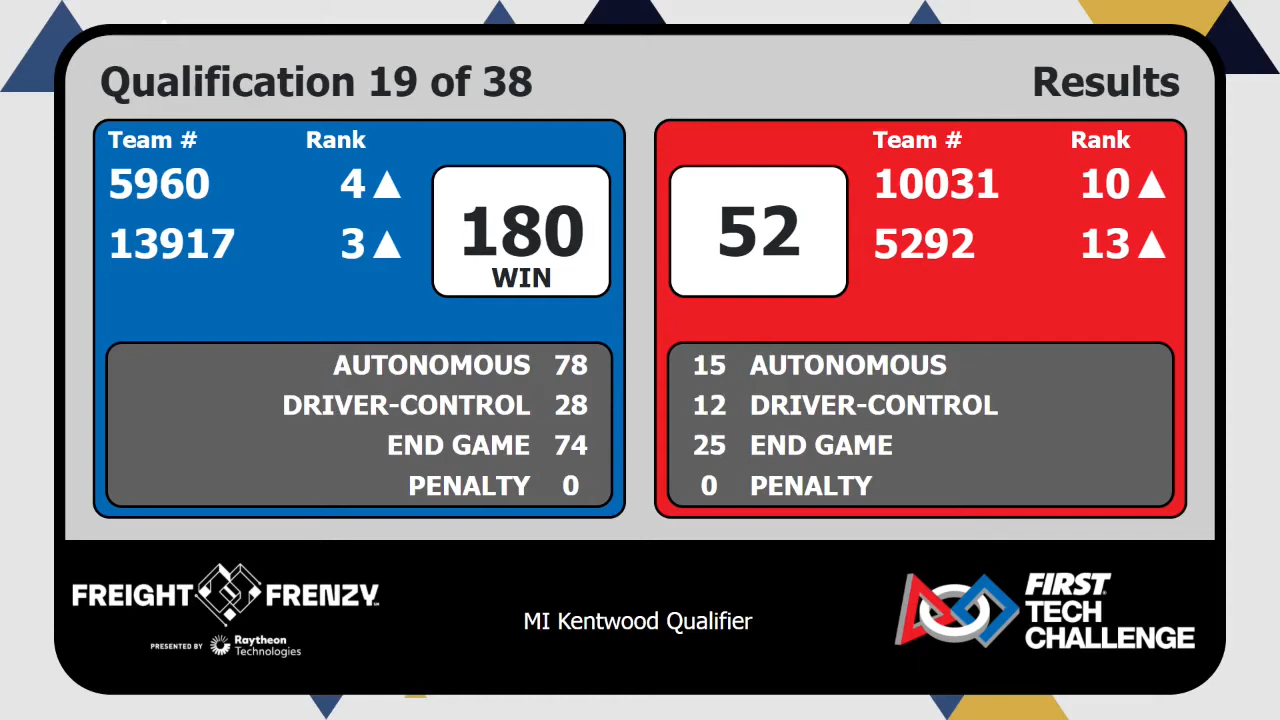 Qualification 19 of 38
Results
Team # Rank
5960 4▲
13917 3▲
180
WIN
AUTONOMOUS 78
DRIVER-CONTROL 28
END GAME 74
PENALTY 0
52
Team # Rank
10031 10▲
5292 13▲
15 AUTONOMOUS
12 DRIVER-CONTROL
25 END GAME
0 PENALTY
FREIGHT FRENZY
PRESENTED BY Raytheon Technologies
MI Kentwood Qualifier
FIRST
TECH
CHALLENGE